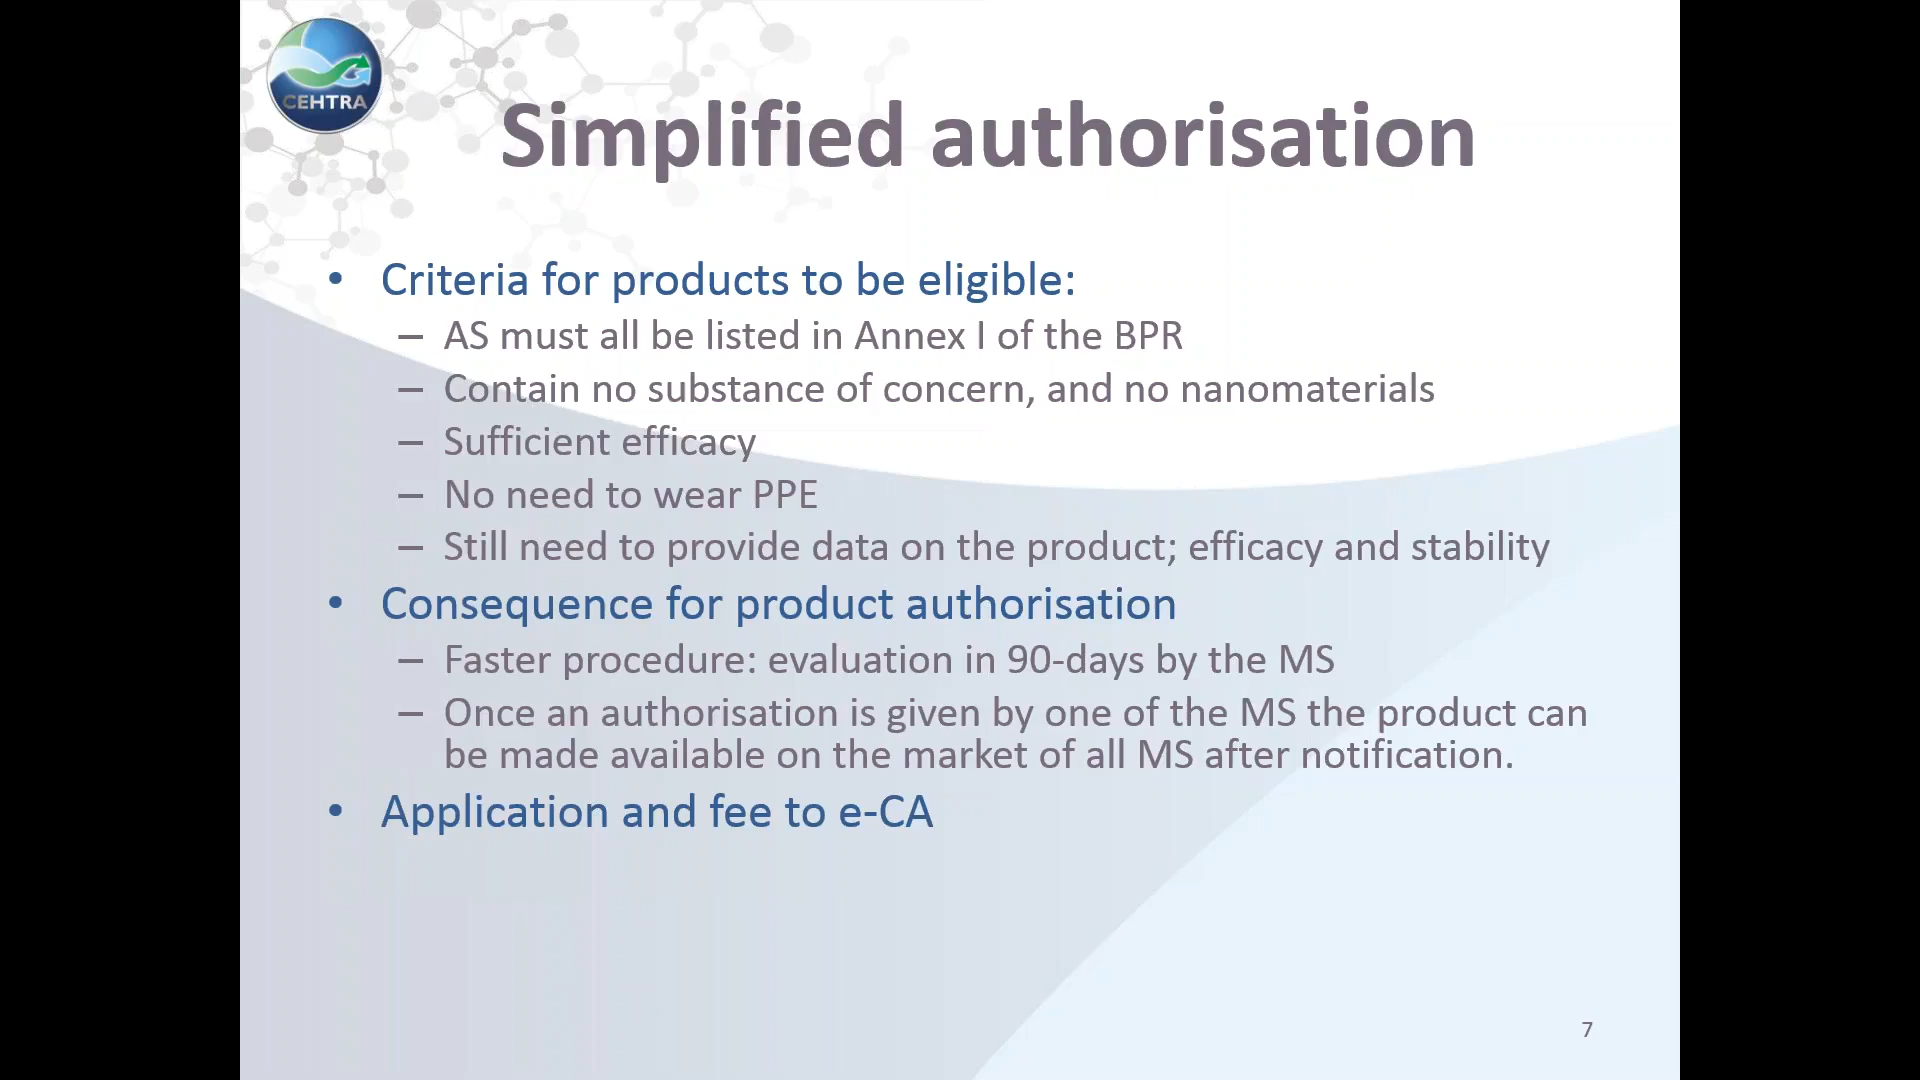 CEHTRA
Simplified authorisation
• Criteria for products to be eligible:
– AS must all be listed in Annex I of the BPR
– Contain no substance of concern, and no nanomaterials
– Sufficient efficacy
– No need to wear PPE
– Still need to provide data on the product; efficacy and stability
• Consequence for product authorisation
– Faster procedure: evaluation in 90-days by the MS
– Once an authorisation is given by one of the MS the product can
be made available on the market of all MS after notification.
• Application and fee to e-CA
7